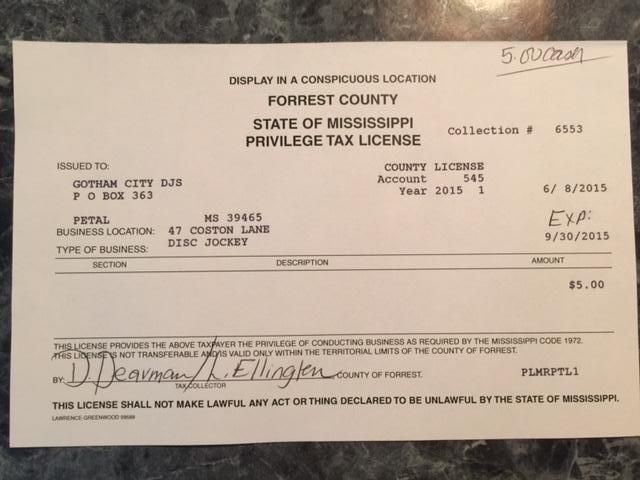 5.00 cash
DISPLAY IN A CONSPICUOUS LOCATION
FORREST COUNTY
STATE OF MISSISSIPPI
PRIVILEGE TAX LICENSE
Collection # 6553
ISSUED TO:
COUNTY LICENSE
GOTHAM CITY DJS
Account 545
P O BOX 363
Year 2015 1 6/ 8/2015
PETAL MS 39465
EXP:
BUSINESS LOCATION: 47 COSTON LANE
9/30/2015
TYPE OF BUSINESS: DISC JOCKEY
SECTION DESCRIPTION AMOUNT
$5.00
THIS LICENSE PROVIDES THE ABOVE TAXPAYER THE PRIVILEGE OF CONDUCTING BUSINESS AS REQUIRED BY THE MISSISSIPPI CODE 1972.
THIS LICENSE IS NOT TRANSFERABLE AND IS VALID ONLY WITHIN THE TERRITORIAL LIMITS OF THE COUNTY OF FORREST.
BY: D. Dearman/L. Ellington COUNTY OF FORREST. PLMRPTL1
TAX COLLECTOR
THIS LICENSE SHALL NOT MAKE LAWFUL ANY ACT OR THING DECLARED TO BE UNLAWFUL BY THE STATE OF MISSISSIPPI.
LAWRENCE-GREENWOOD 09589